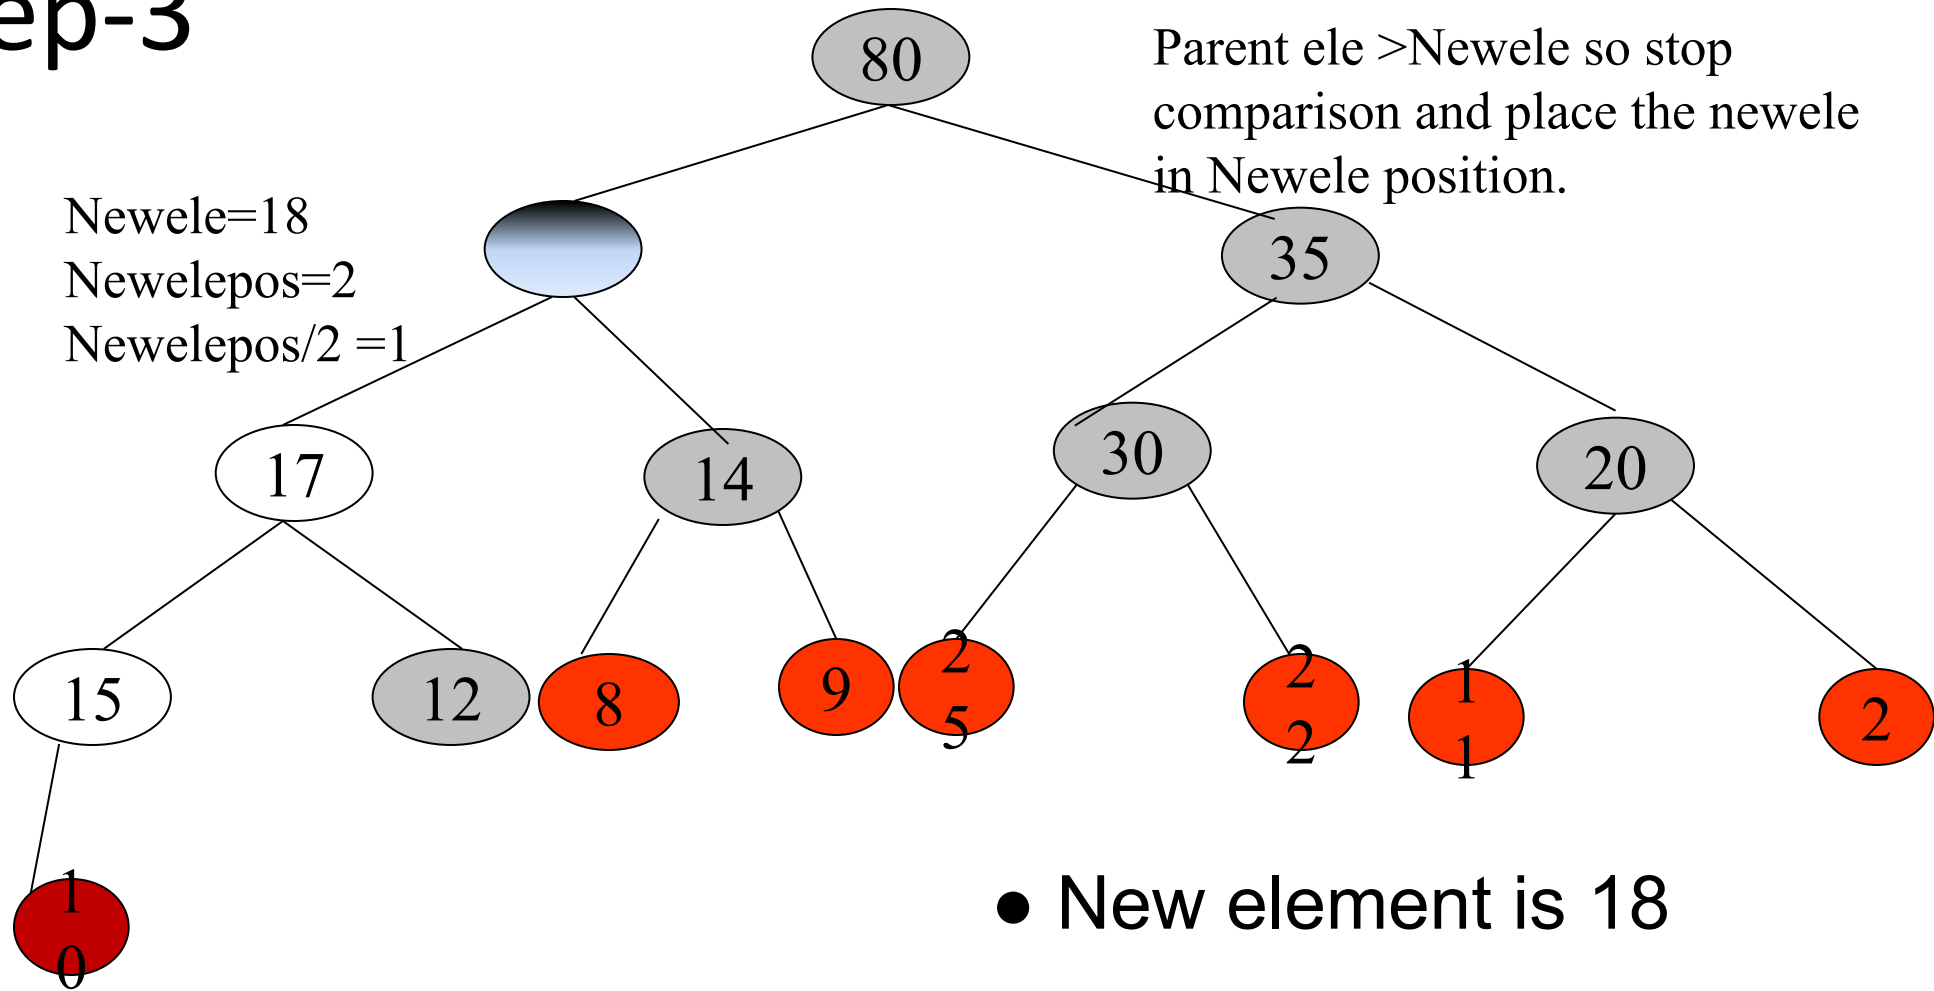 ep-3
80
Parent ele >Newele so stop
comparison and place the newele
in Newele position.
Newele=18
Newelepos=2
Newelepos/2 =1
35
17
14
30
20
15
12
8
9
2
5
2
2
1
1
2
1
0
● New element is 18